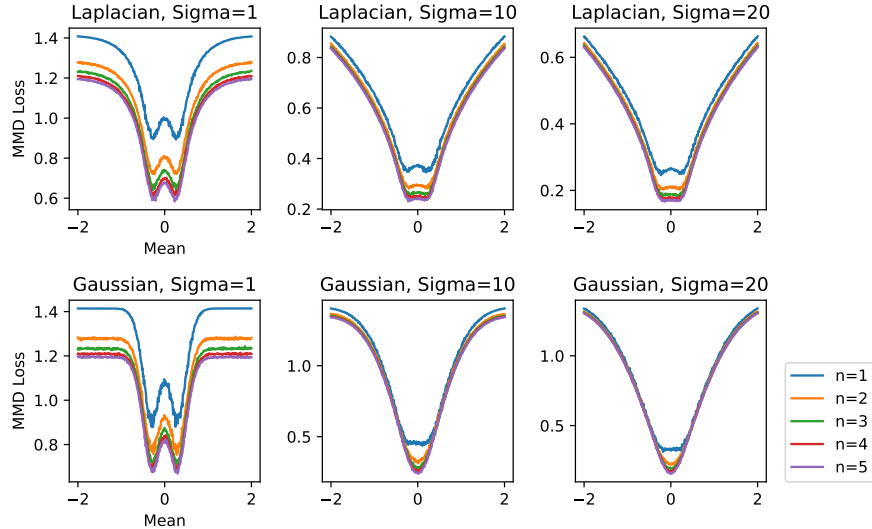 Laplacian, Sigma=1
Laplacian, Sigma=10
Laplacian, Sigma=20
MMD Loss
1.4
1.2
1.0
0.8
0.6
−2
0
2
Mean
0.8
0.6
0.4
0.2
−2
0
2
0.6
0.4
0.2
−2
0
2
Gaussian, Sigma=1
Gaussian, Sigma=10
Gaussian, Sigma=20
MMD Loss
1.4
1.2
1.0
0.8
−2
0
2
Mean
1.0
0.5
−2
0
2
1.0
0.5
−2
0
2
n=1
n=2
n=3
n=4
n=5